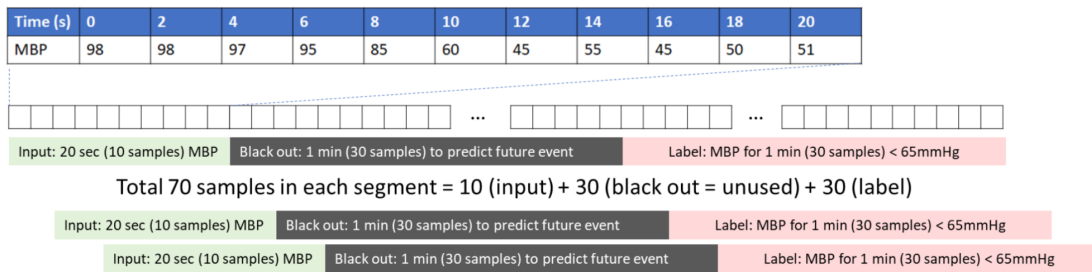 Time (s) 0 2 4 6 8 10 12 14 16 18 20
MBP 98 98 97 95 85 60 45 55 45 50 51
... ...
Input: 20 sec (10 samples) MBP Black out: 1 min (30 samples) to predict future event Label: MBP for 1 min (30 samples) < 65mmHg
Total 70 samples in each segment = 10 (input) + 30 (black out = unused) + 30 (label)
Input: 20 sec (10 samples) MBP Black out: 1 min (30 samples) to predict future event Label: MBP for 1 min (30 samples) < 65mmHg
Input: 20 sec (10 samples) MBP Black out: 1 min (30 samples) to predict future event Label: MBP for 1 min (30 samples) < 65mmHg